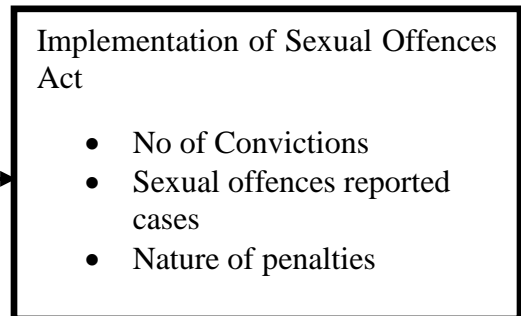 Implementation of Sexual Offences
Act
• No of Convictions
• Sexual offences reported
cases
• Nature of penalties